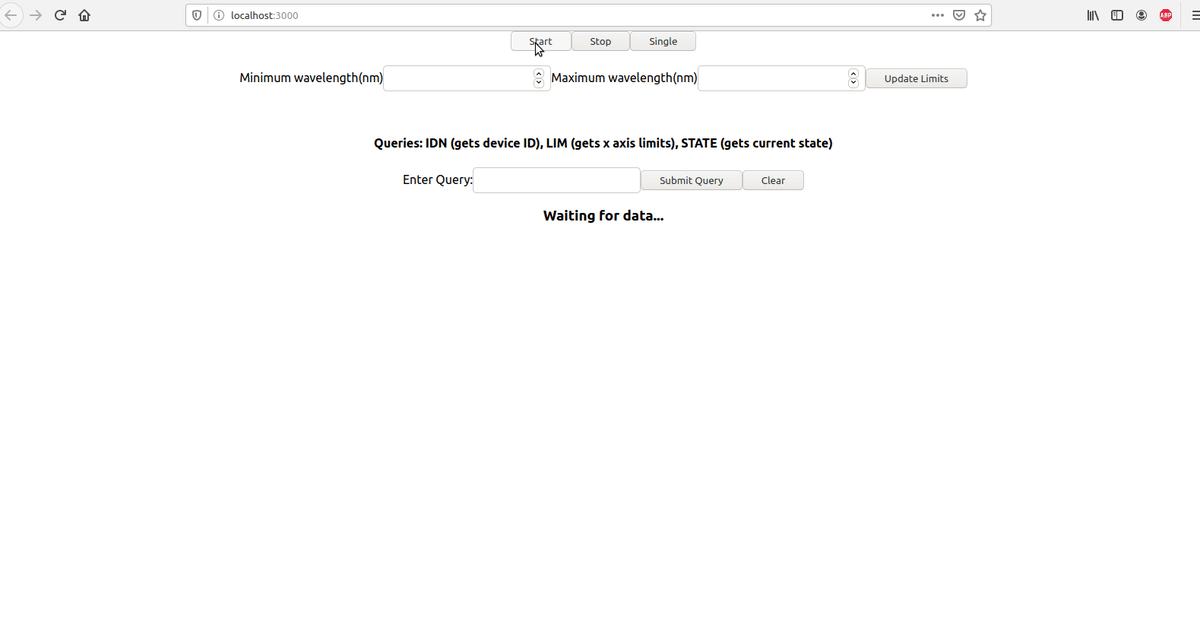 localhost:3000
ABP
Start Stop Single
Minimum wavelength(nm) Maximum wavelength(nm) Update Limits
Queries: IDN (gets device ID), LIM (gets x axis limits), STATE (gets current state)
Enter Query: Submit Query Clear
Waiting for data...